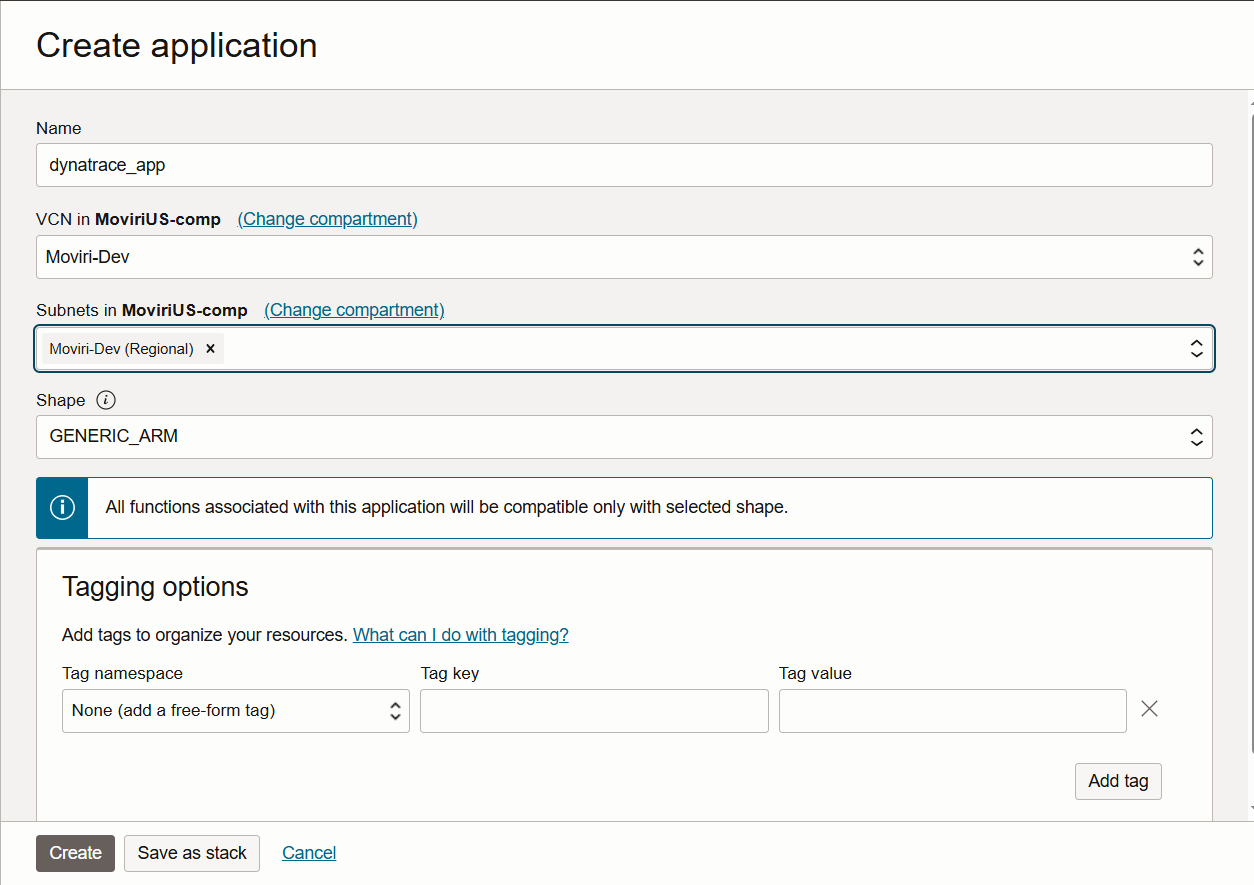 Create application
Name
dynatrace_app
VCN in MoviriUS-comp (Change compartment)
Moviri-Dev
Subnets in MoviriUS-comp (Change compartment)
Moviri-Dev (Regional) ×
Shape
GENERIC_ARM
All functions associated with this application will be compatible only with selected shape.
Tagging options
Add tags to organize your resources. What can I do with tagging?
Tag namespace Tag key Tag value
None (add a free-form tag)
Add tag
Create Save as stack Cancel